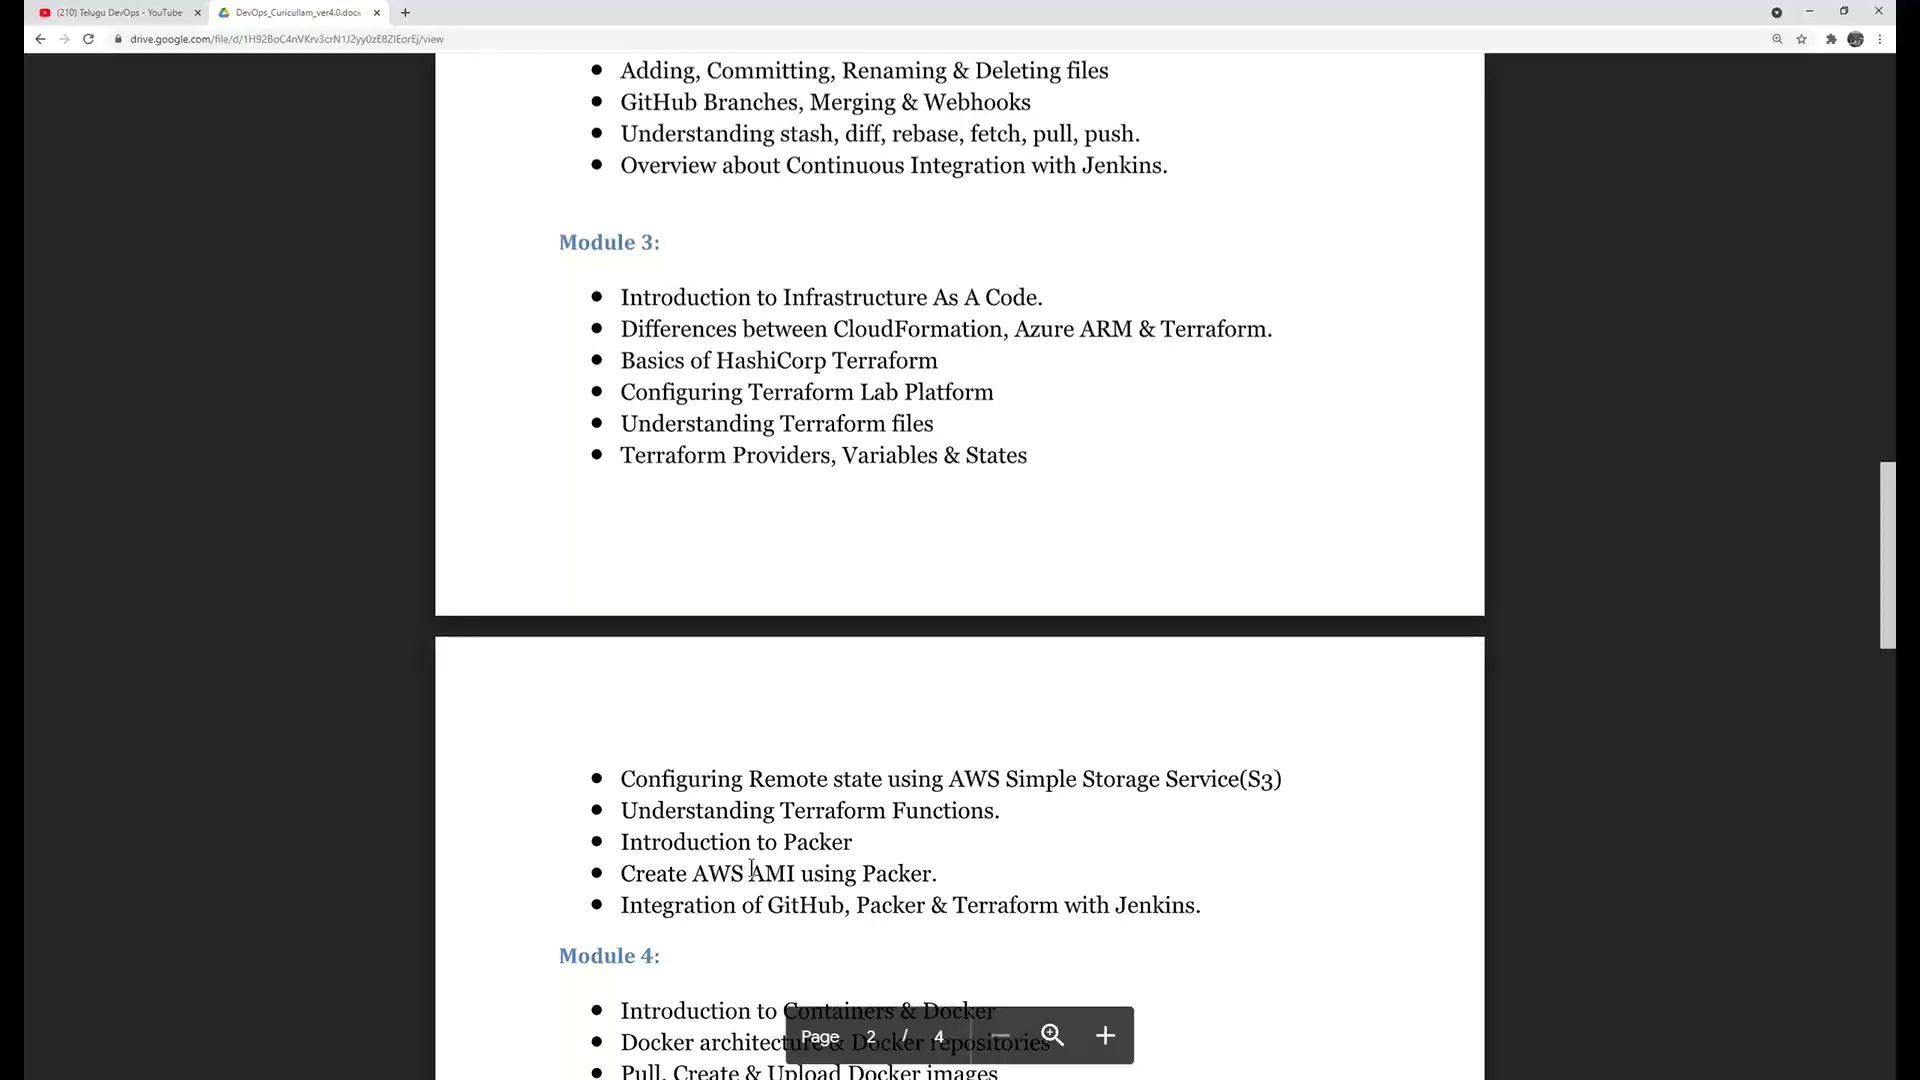 (210) Telugu DevOps - YouTube
DevOps_Curicullam_ver4.0.docx
drive.google.com/file/d/1H92BoC4nVKrv3crN1J2yy0zE8ZIEorEj/view
Adding, Committing, Renaming & Deleting files
GitHub Branches, Merging & Webhooks
Understanding stash, diff, rebase, fetch, pull, push.
Overview about Continuous Integration with Jenkins.
Module 3:
Introduction to Infrastructure As A Code.
Differences between CloudFormation, Azure ARM & Terraform.
Basics of HashiCorp Terraform
Configuring Terraform Lab Platform
Understanding Terraform files
Terraform Providers, Variables & States
Configuring Remote state using AWS Simple Storage Service(S3)
Understanding Terraform Functions.
Introduction to Packer
Create AWS AMI using Packer.
Integration of GitHub, Packer & Terraform with Jenkins.
Module 4:
Introduction to Containers & Docker
Docker architecture & Docker repositories
Page 2 / 4
Pull, Create & Upload Docker images